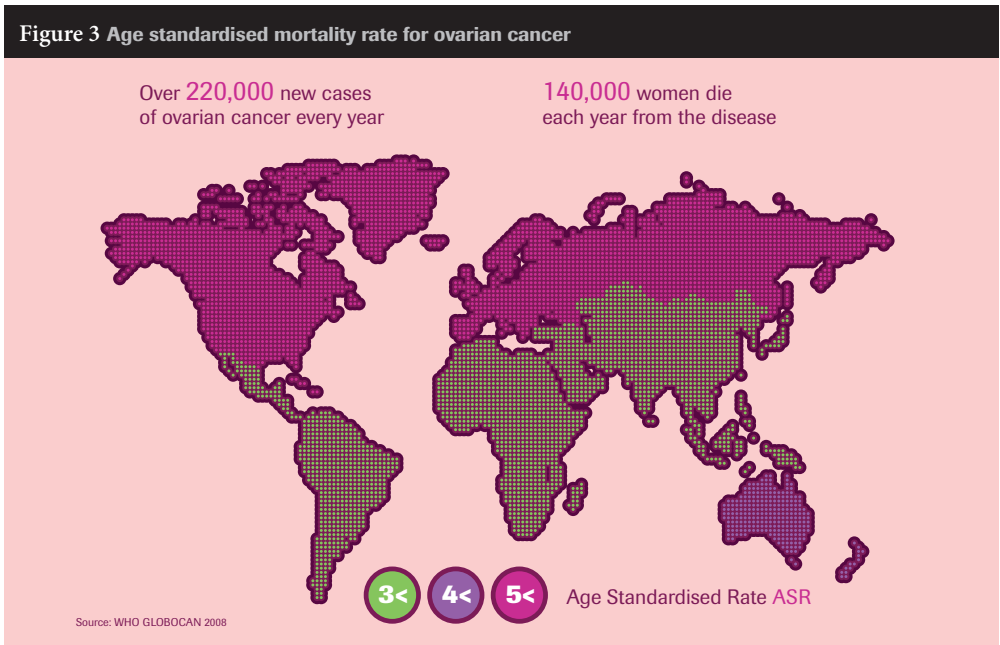 Figure 3 Age standardised mortality rate for ovarian cancer
Over 220,000 new cases
of ovarian cancer every year
140,000 women die
each year from the disease
3<
4<
5<
Age Standardised Rate ASR
Source: WHO GLOBOCAN 2008